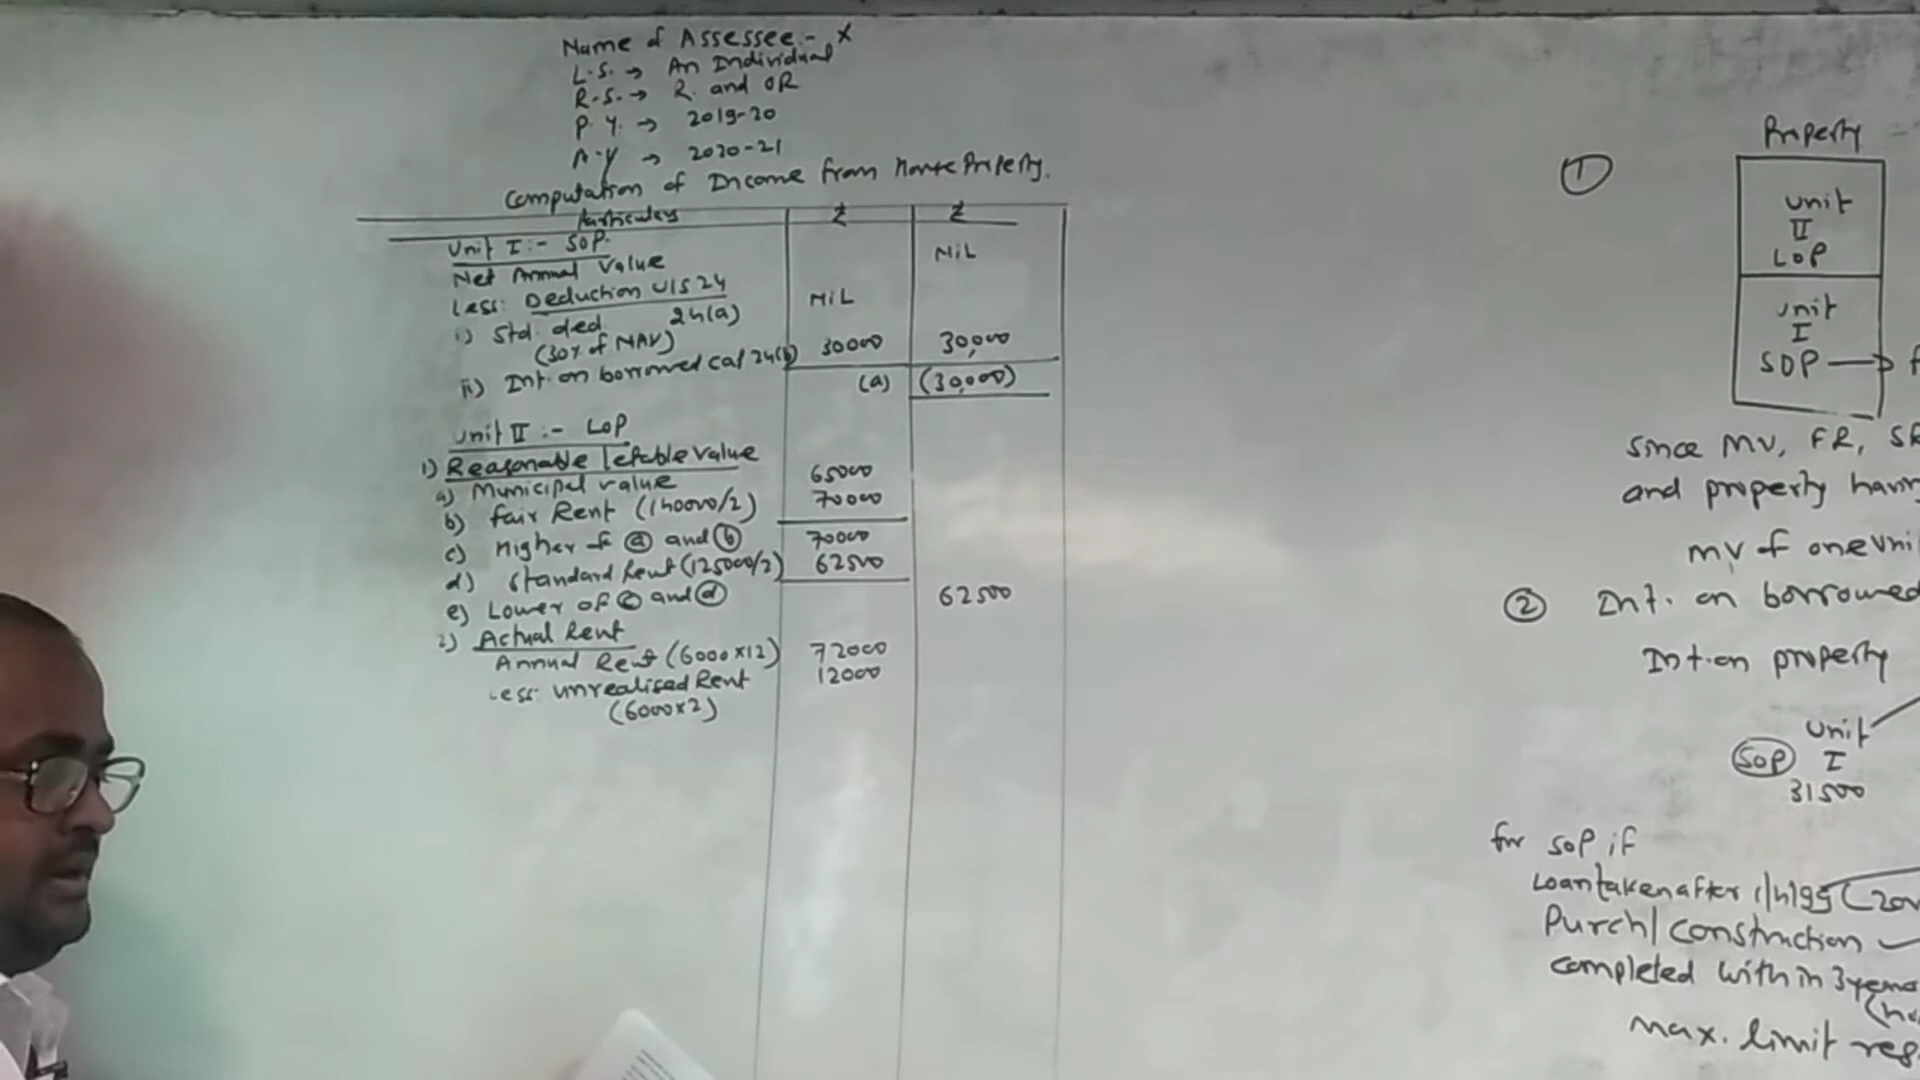 Name of Assessee:- X
L.S. → An Individual
R.S. → R. and OR
P.Y. → 2019-20
A.Y → 2020-21
Computation of Income from House Property.
Particulars ₹ ₹
Unit I :- SOP.
Net Annual Value NiL
Less: Deduction U/S 24
i) Std. ded. 24(a) NiL
(30% of NAV)
ii) Int. on borrowed cap 24(b) 30000 30,000
(a) (30,000)
Unit II :- LOP
1) Reasonable letable value
a) Municipal value 65000
b) fair Rent (140000/2) 70000
c) Higher of ⓐ and ⓑ 70000
d) Standard Rent (125000/2) 62500
e) Lower of ⓒ and ⓓ 62500
2) Actual Rent
Annual Rent (6000×12) 72000
Less: unrealised Rent 12000
(6000×2)
① Property
unit
II
LOP
unit
I
SOP →
Since MV, FR,
and property
MV of one
② Int. on borrowed
Int. on property
Unit
SOP I
31500
for SOP if
Loan taken after 1/4/99
Purch/construction
completed within 3
max. limit